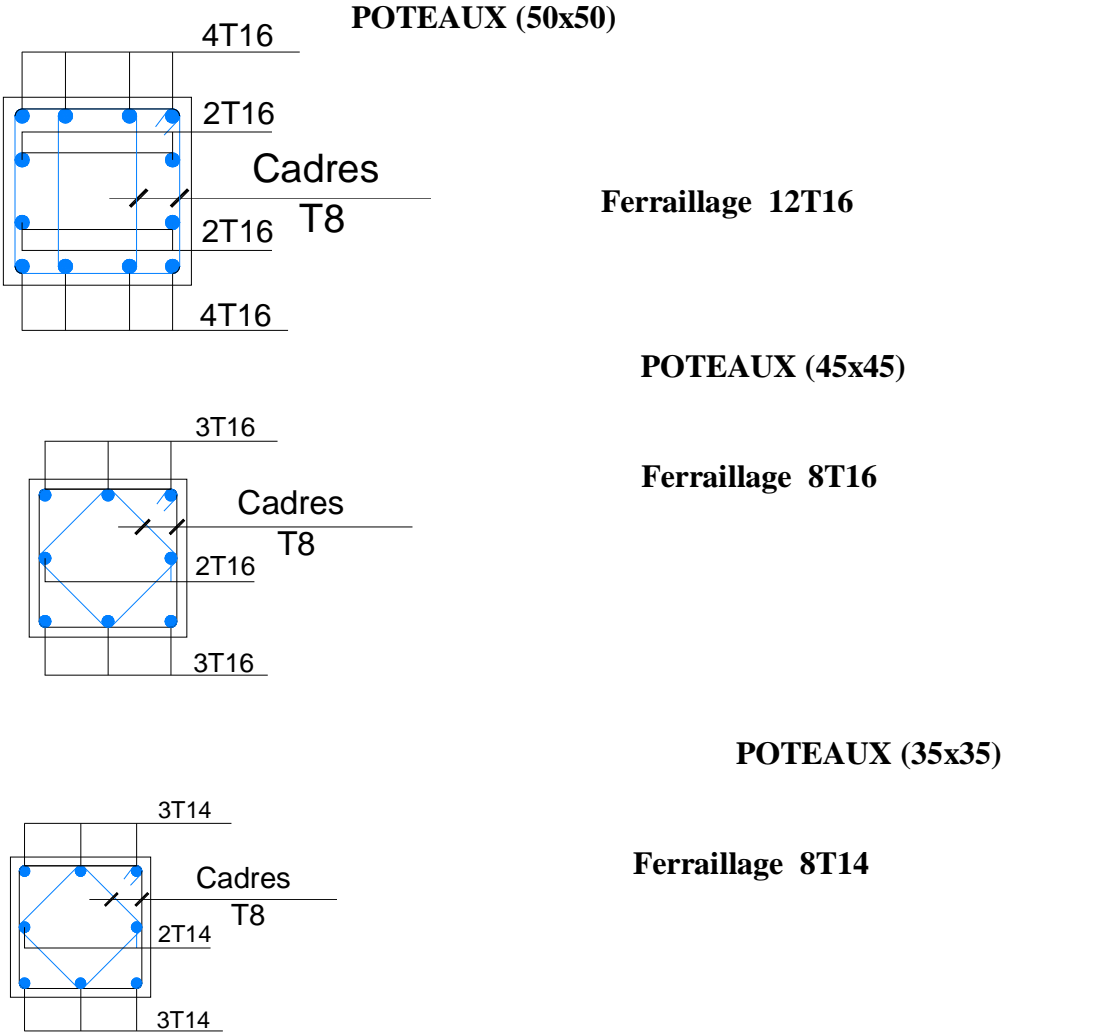 POTEAUX (50x50)
4T16
2T16
Cadres
T8
Ferraillage 12T16
2T16
4T16
POTEAUX (45x45)
3T16
Ferraillage 8T16
Cadres
T8
2T16
3T16
POTEAUX (35x35)
3T14
Ferraillage 8T14
Cadres
T8
2T14
3T14